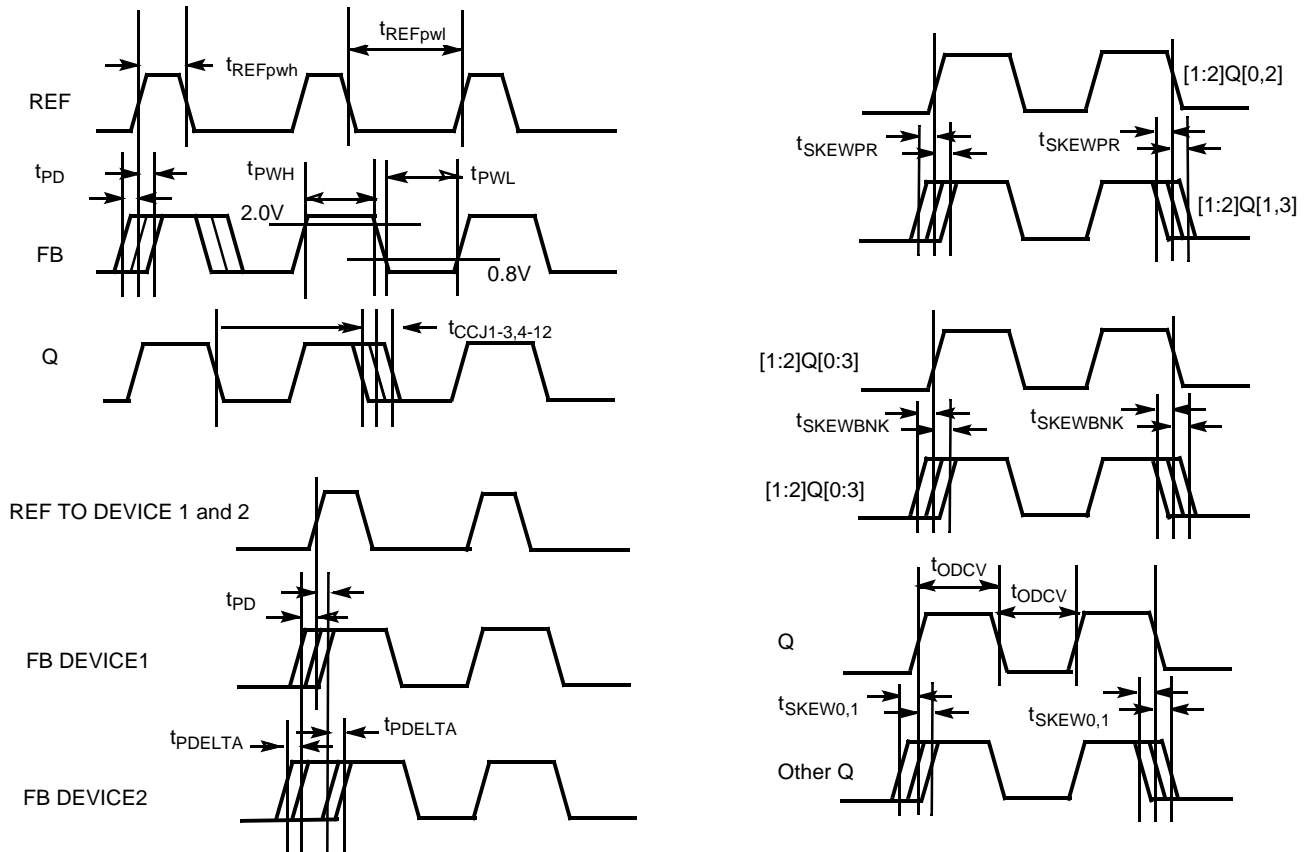 tREFpwh
tREFpwl
REF
tPD
tPWH
tPWL
2.0V
FB
0.8V
tCCJ1-3,4-12
Q
REF TO DEVICE 1 and 2
tPD
FB DEVICE1
tPDELTA
tPDELTA
FB DEVICE2
[1:2]Q[0,2]
tSKEWPR
tSKEWPR
[1:2]Q[1,3]
[1:2]Q[0:3]
tSKEWBNK
tSKEWBNK
[1:2]Q[0:3]
tODCV
tODCV
Q
tSKEW0,1
tSKEW0,1
Other Q